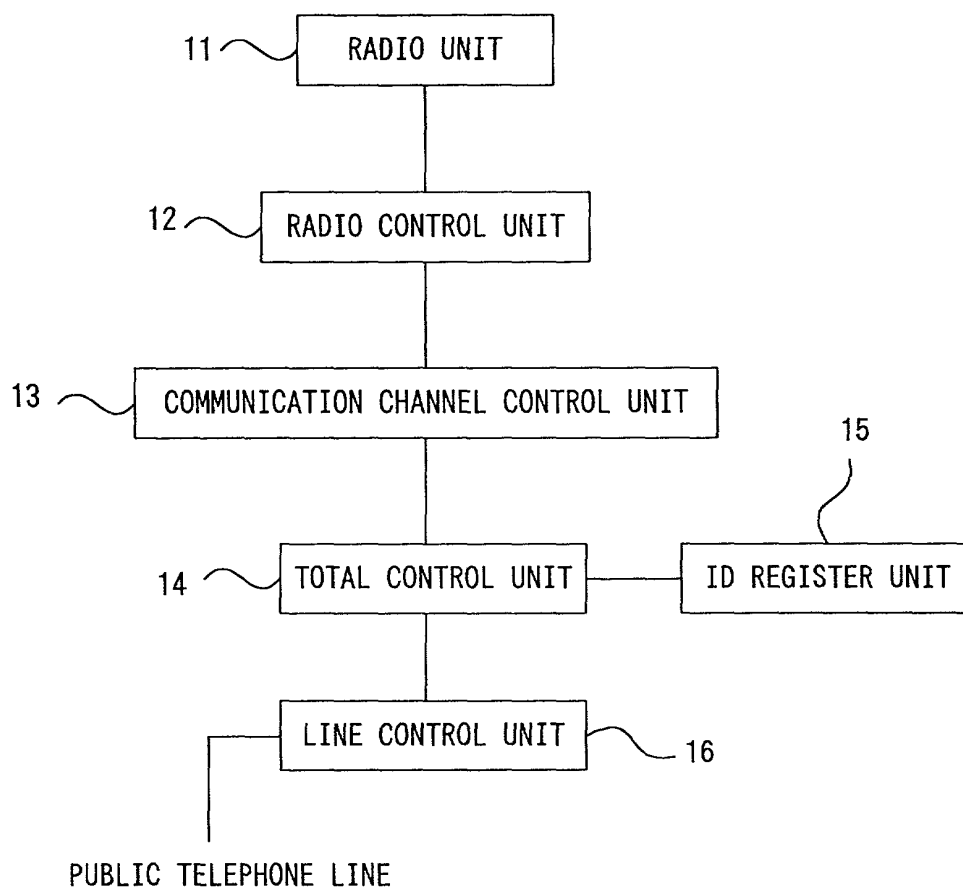 11
RADIO UNIT
12
RADIO CONTROL UNIT
13
COMMUNICATION CHANNEL CONTROL UNIT
15
14
TOTAL CONTROL UNIT
ID REGISTER UNIT
LINE CONTROL UNIT
16
PUBLIC TELEPHONE LINE